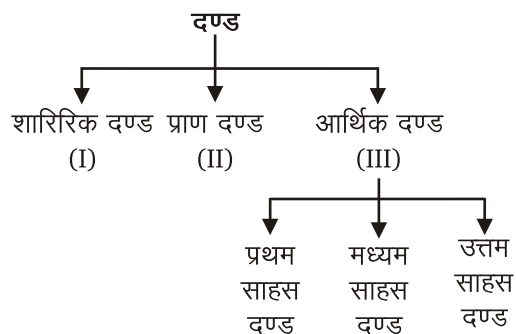 दण्ड
शारिरिक दण्ड प्राण दण्ड आर्थिक दण्ड
(I) (II) (III)
प्रथम
साहस
दण्ड
मध्यम
साहस
दण्ड
उत्तम
साहस
दण्ड